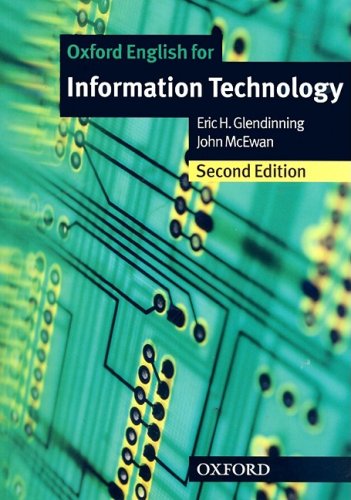 Oxford English for
Information Technology
Eric H. Glendinning
John McEwan
Second Edition
OXFORD